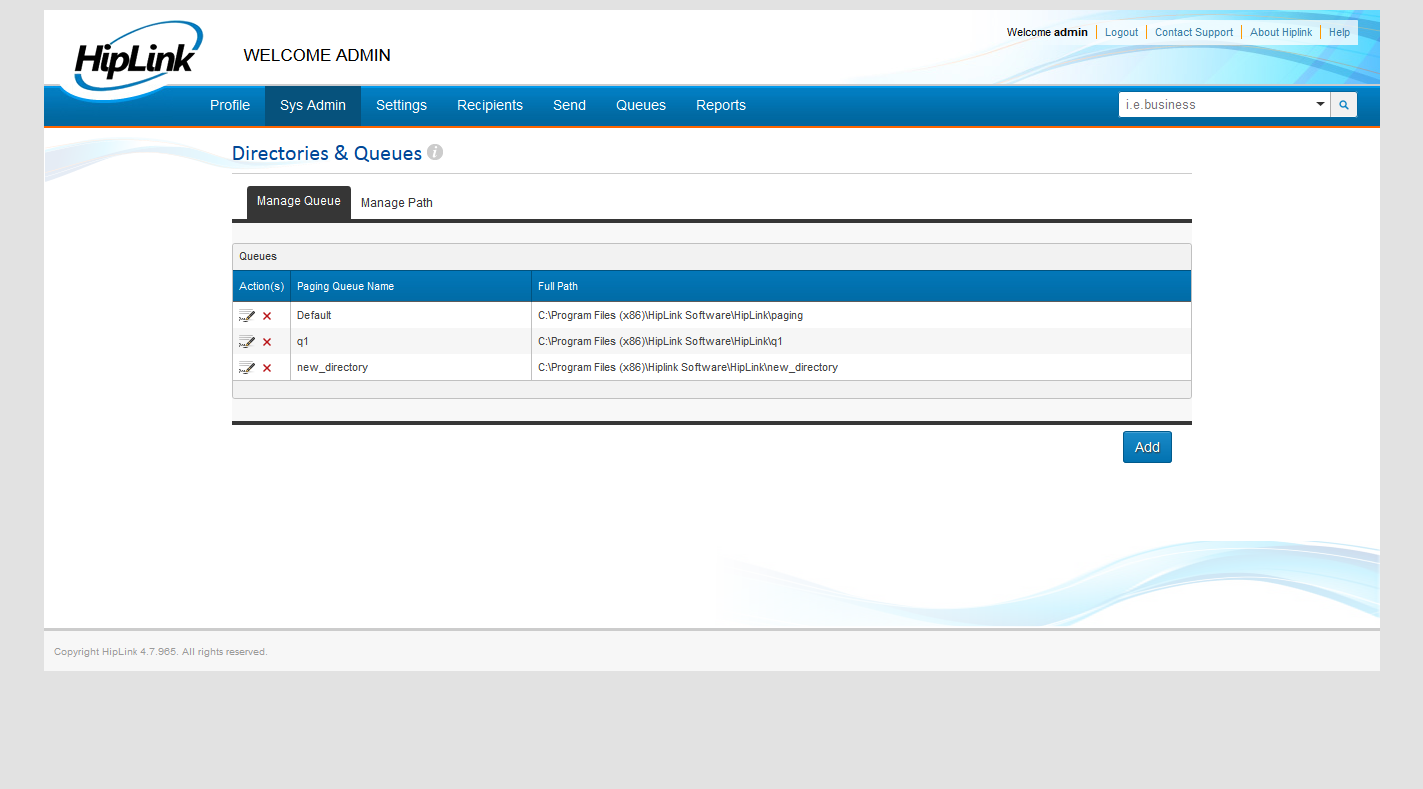 Welcome admin Logout Contact Support About Hiplink Help
HipLink
WELCOME ADMIN
Profile Sys Admin Settings Recipients Send Queues Reports i.e.business
Directories & Queues i
Manage Queue Manage Path
Queues
Action(s) Paging Queue Name Full Path
Default C:\Program Files (x86)\HipLink Software\HipLink\paging
q1 C:\Program Files (x86)\HipLink Software\HipLink\q1
new_directory C:\Program Files (x86)\Hiplink Software\HipLink\new_directory
Add
Copyright HipLink 4.7.965. All rights reserved.